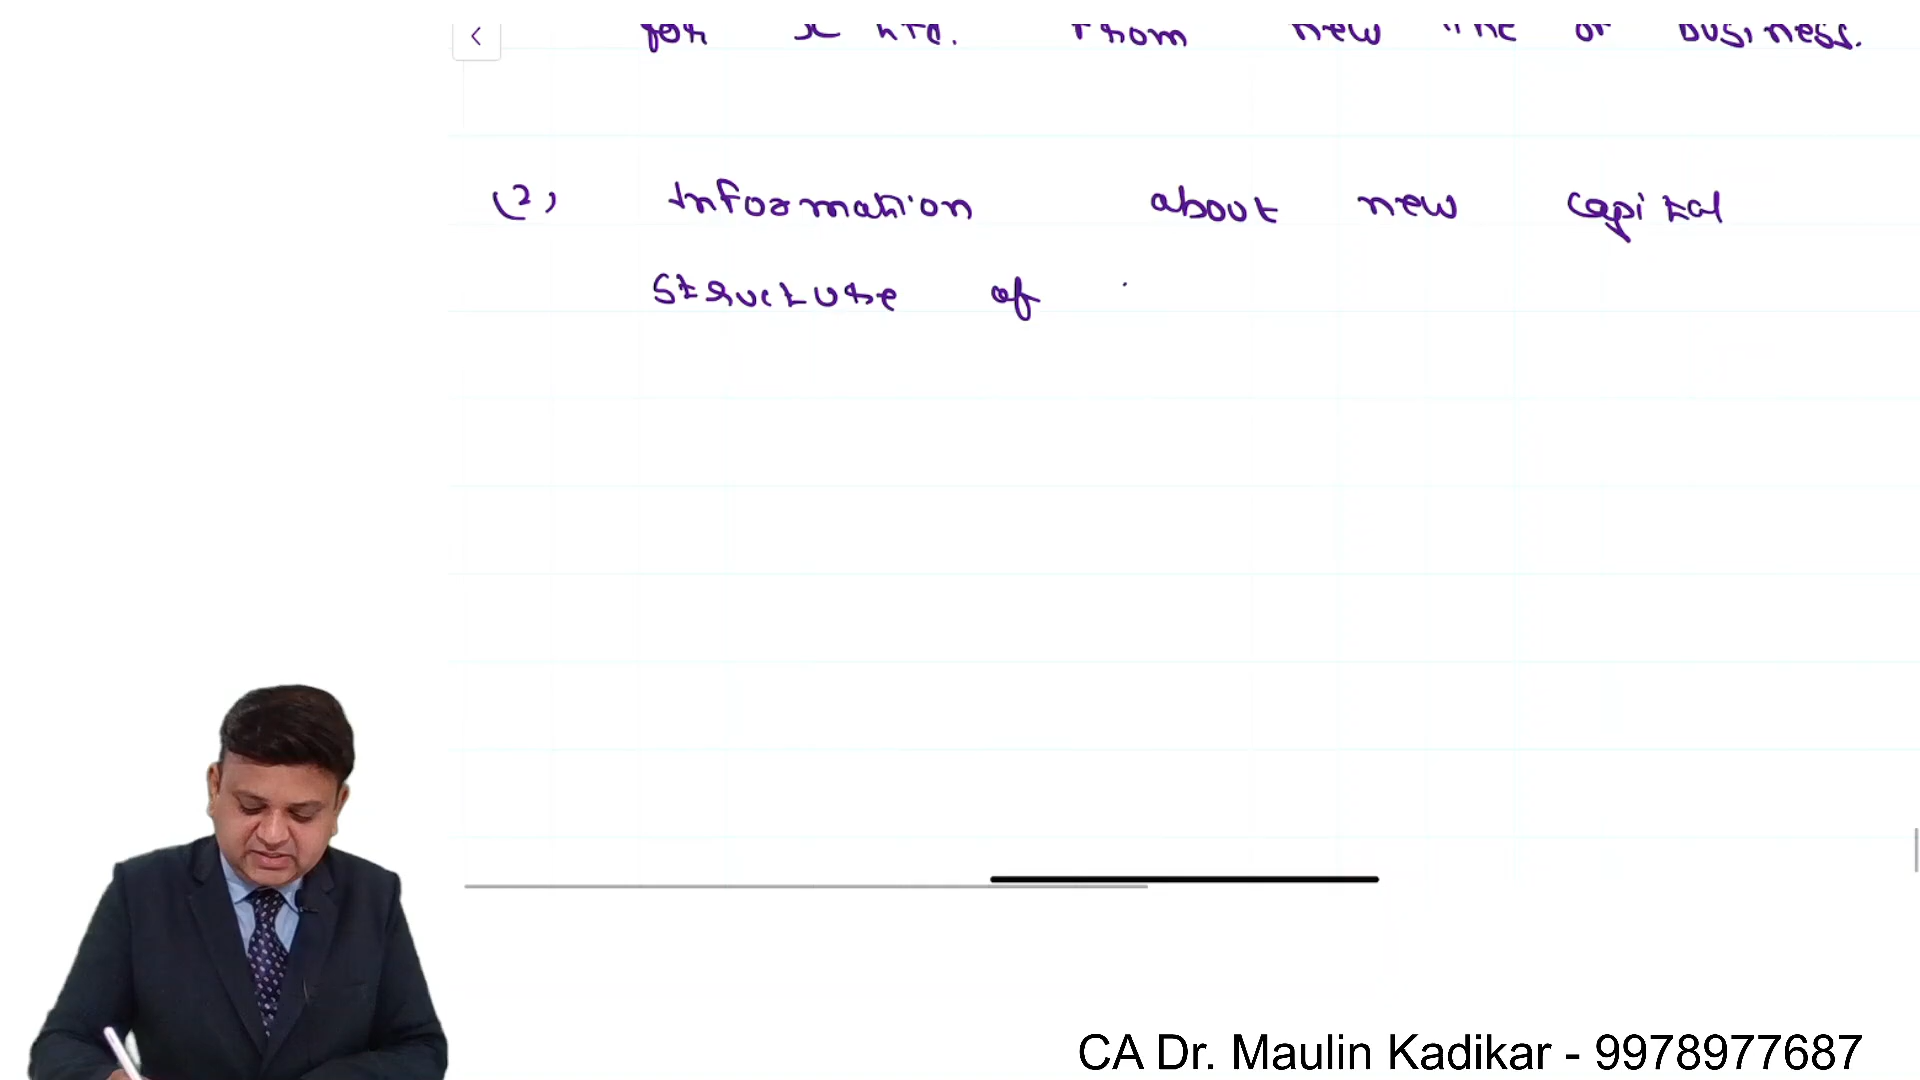 for X Ltd. from new line of business.
(2) Information about new capital
structure of
CA Dr. Maulin Kadikar - 9978977687